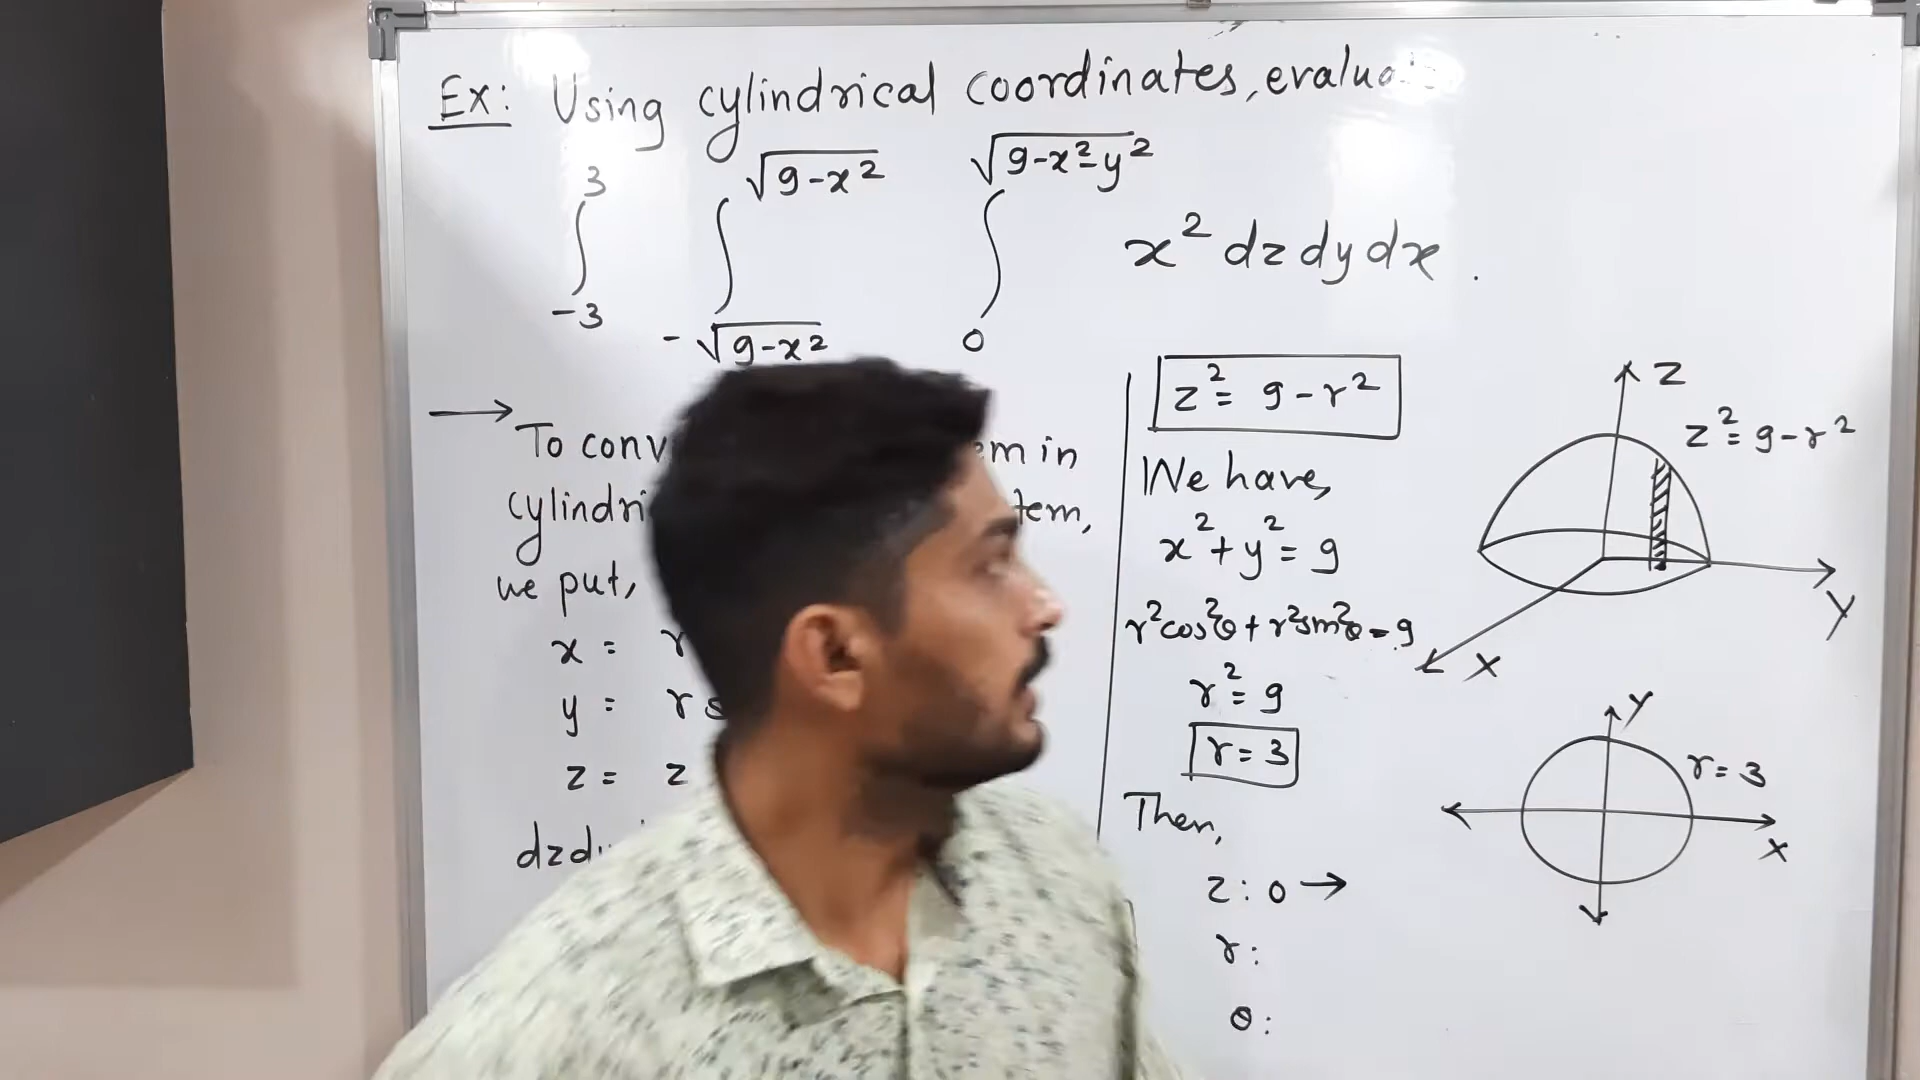 Ex: Using cylindrical coordinates, evalua
∫_{-3}^{3} ∫_{-√(9-x²)}^{√(9-x²)} ∫_{0}^{√(9-x²-y²)} x² dz dy dx .
→ To conv em in
cylindri tem,
we put,
x = r
y = r s
z = z
dzdy
z² = 9-r²
We have,
x² + y² = 9
r²cos²θ + r²sin²θ = 9
r² = 9
r = 3
Then,
z : 0 →
r :
θ :
Z
z² = 9-r²
Y
X
Y
r = 3
X